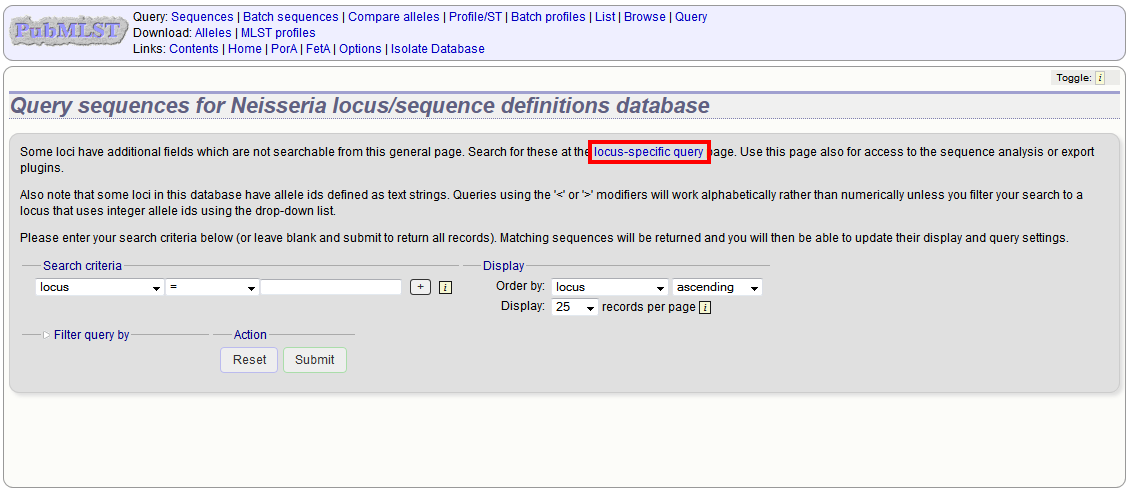 PubMLST
Query: Sequences | Batch sequences | Compare alleles | Profile/ST | Batch profiles | List | Browse | Query
Download: Alleles | MLST profiles
Links: Contents | Home | PorA | FetA | Options | Isolate Database
Toggle: i
Query sequences for Neisseria locus/sequence definitions database
Some loci have additional fields which are not searchable from this general page. Search for these at the locus-specific query page. Use this page also for access to the sequence analysis or export
plugins.
Also note that some loci in this database have allele ids defined as text strings. Queries using the '<' or '>' modifiers will work alphabetically rather than numerically unless you filter your search to a
locus that uses integer allele ids using the drop-down list.
Please enter your search criteria below (or leave blank and submit to return all records). Matching sequences will be returned and you will then be able to update their display and query settings.
Search criteria
locus = + i
Display
Order by: locus ascending
Display: 25 records per page i
Filter query by
Action
Reset Submit